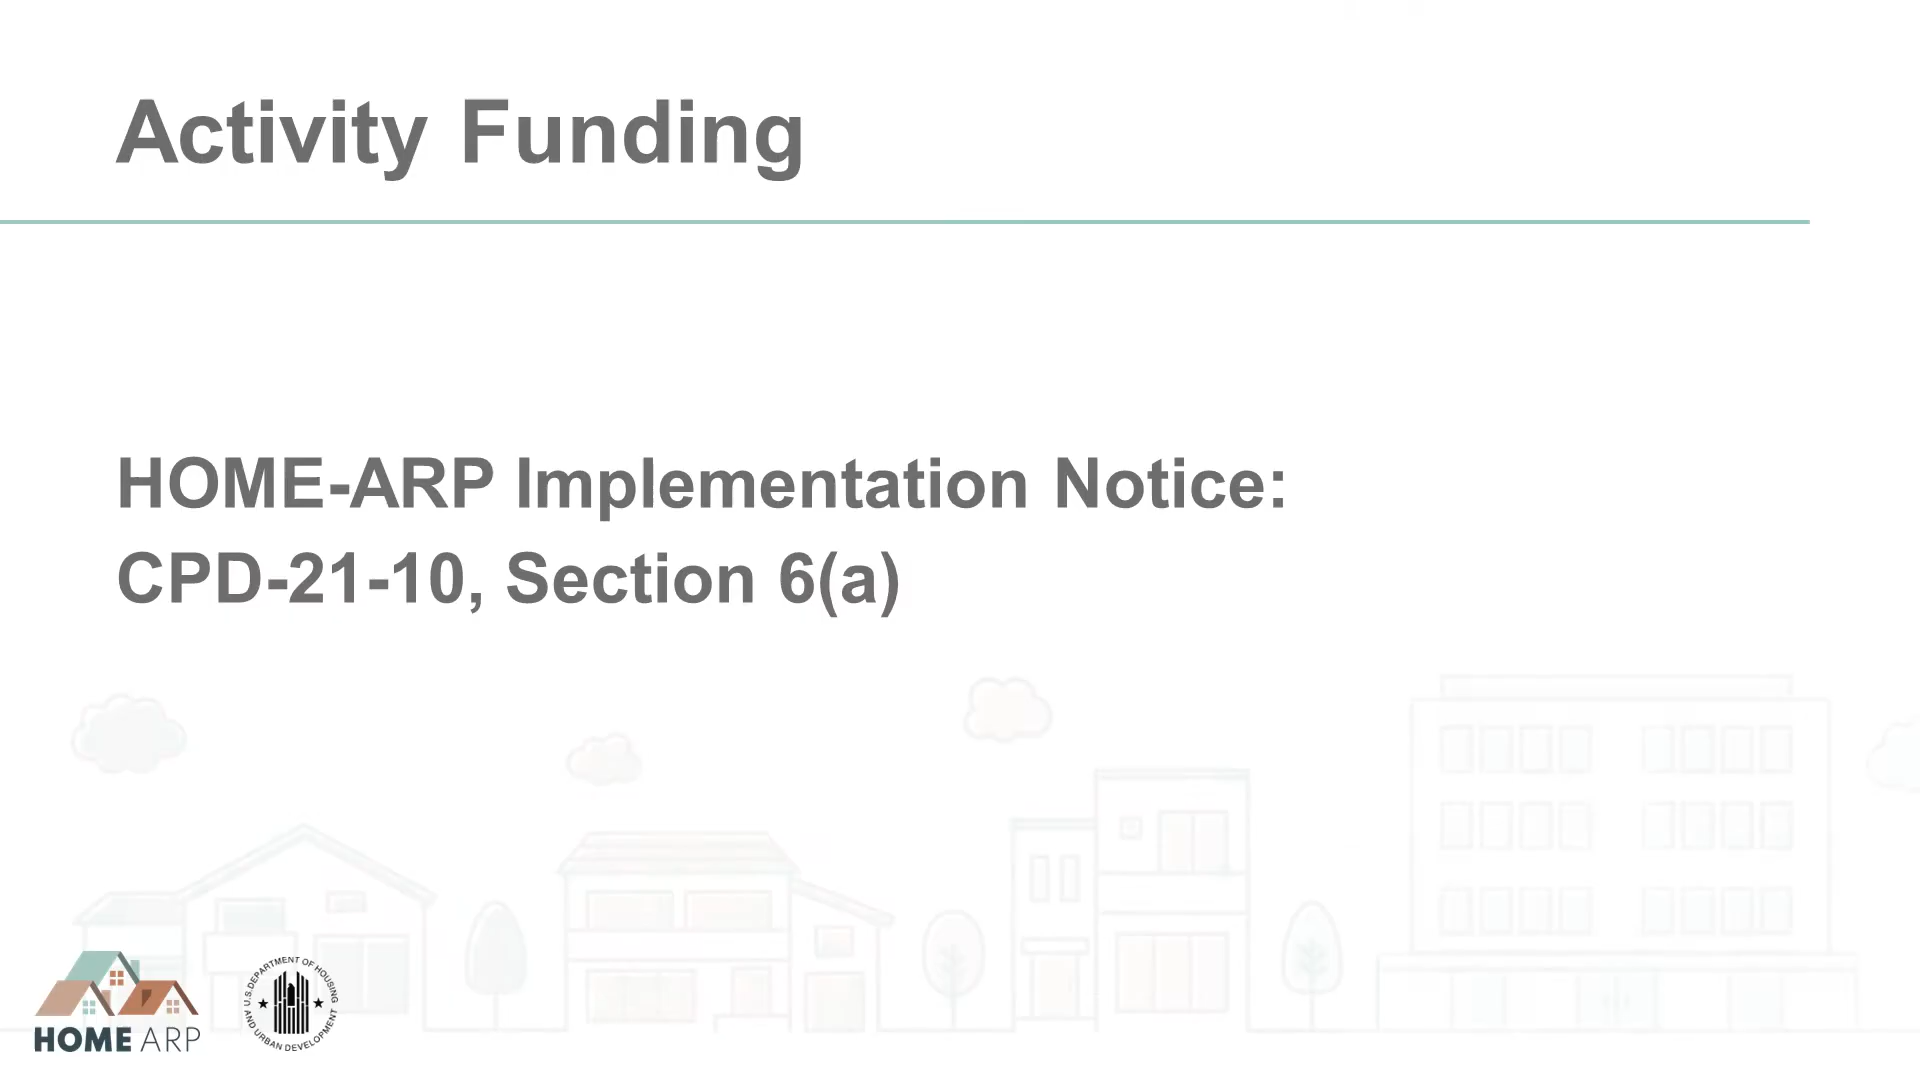 Activity Funding
HOME-ARP Implementation Notice:
CPD-21-10, Section 6(a)
HOME ARP
U.S. DEPARTMENT OF HOUSING
AND URBAN DEVELOPMENT